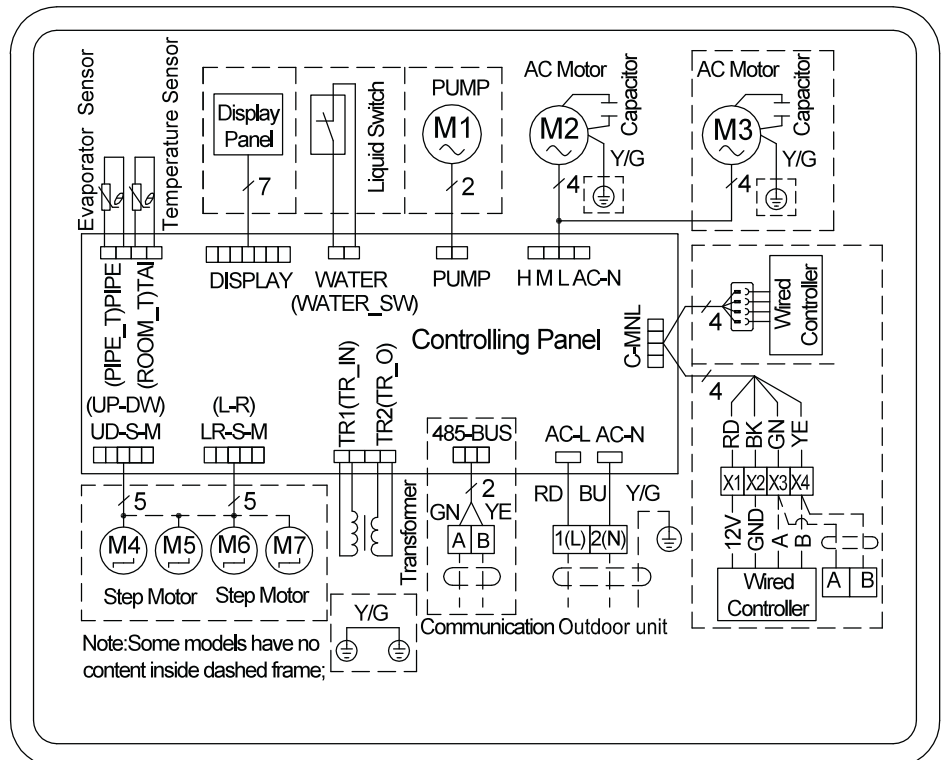 Evaporator Sensor
Temperature Sensor
Display
Panel
7
Liquid Switch
PUMP
M1
2
AC Motor
M2
Capacitor
Y/G
4
AC Motor
M3
Capacitor
Y/G
4
(PIPE_T)PIPE
(ROOM_T)TAI
DISPLAY
WATER
(WATER_SW)
PUMP
H M L AC-N
Controlling Panel
C-MNL
4
Wired
Controller
4
RD
BK
GN
YE
X1 X2 X3 X4
12V
GND
A
B
Wired
Controller
A B
(UP-DW)
UD-S-M
(L-R)
LR-S-M
5
5
M4 M5 M6 M7
Step Motor Step Motor
TR1(TR_IN)
TR2(TR_O)
Transformer
485-BUS
2
GN YE
A B
AC-L AC-N
RD BU Y/G
1(L) 2(N)
Communication Outdoor unit
Y/G
Note:Some models have no
content inside dashed frame;